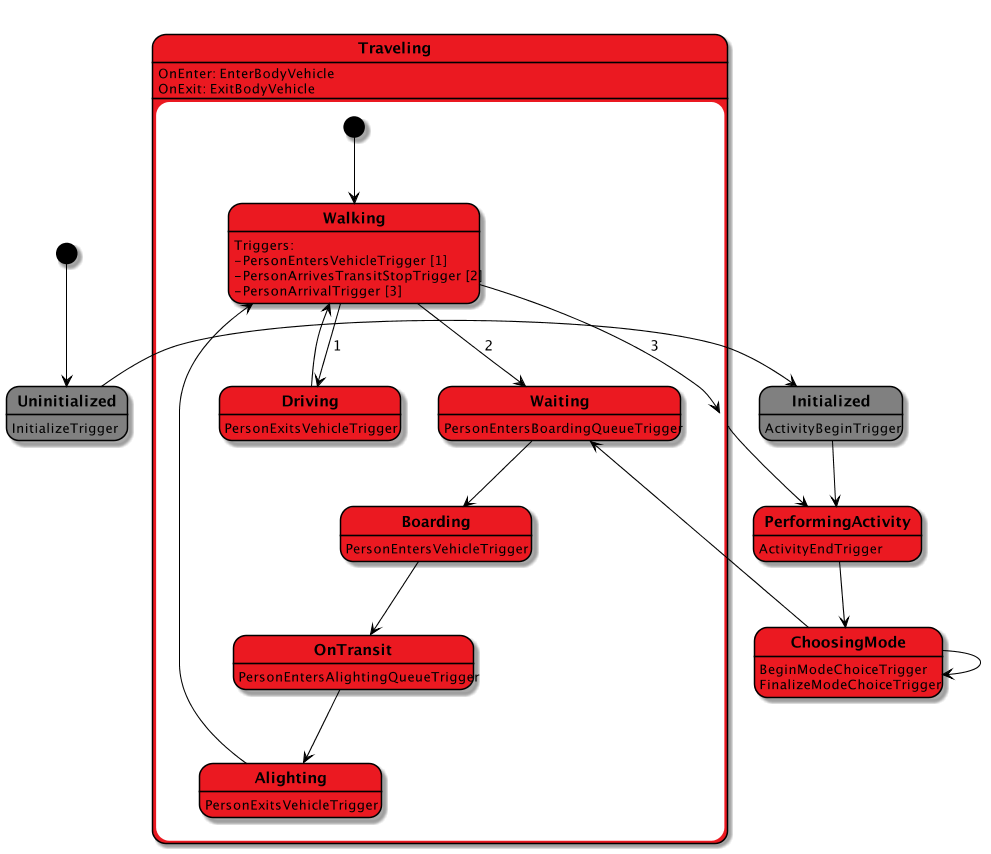 Traveling
OnEnter: EnterBodyVehicle
OnExit: ExitBodyVehicle
Walking
Triggers:
-PersonEntersVehicleTrigger [1]
-PersonArrivesTransitStopTrigger [2]
-PersonArrivalTrigger [3]
1
2
3
Uninitialized
InitializeTrigger
Driving
PersonExitsVehicleTrigger
Waiting
PersonEntersBoardingQueueTrigger
Initialized
ActivityBeginTrigger
Boarding
PersonEntersVehicleTrigger
PerformingActivity
ActivityEndTrigger
OnTransit
PersonEntersAlightingQueueTrigger
ChoosingMode
BeginModeChoiceTrigger
FinalizeModeChoiceTrigger
Alighting
PersonExitsVehicleTrigger